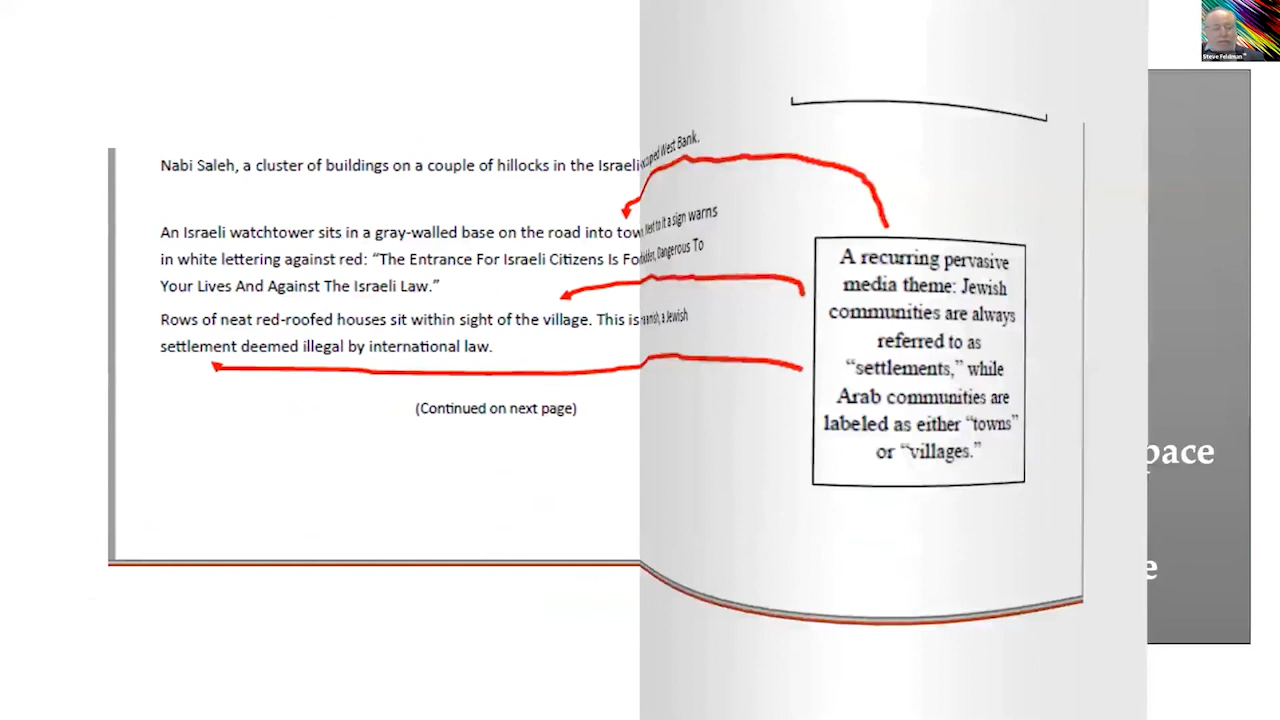 Steve Feldman
Nabi Saleh, a cluster of buildings on a couple of hillocks in the Israeli West Bank.
An Israeli watchtower sits in a gray-walled base on the road into Next to it a sign warns
in white lettering against red: “The Entrance For Israeli Citizens Is Dangerous To
Your Lives And Against The Israeli Law.”
Rows of neat red-roofed houses sit within sight of the village. This is a Jewish
settlement deemed illegal by international law.
(Continued on next page)
A recurring pervasive
media theme: Jewish
communities are always
referred to as
“settlements,” while
Arab communities are
labeled as either “towns”
or “villages.”